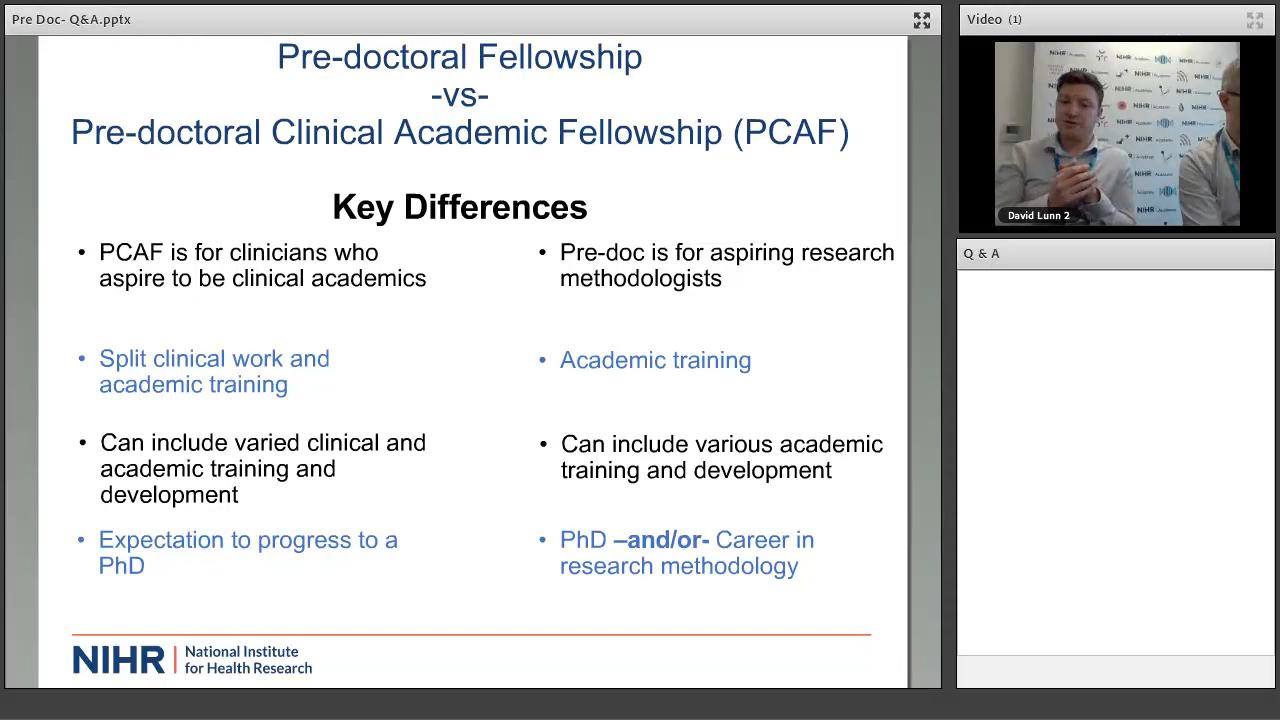 Pre Doc- Q&A.pptx
Pre-doctoral Fellowship
-vs-
Pre-doctoral Clinical Academic Fellowship (PCAF)
Key Differences
• PCAF is for clinicians who
aspire to be clinical academics
• Split clinical work and
academic training
• Can include varied clinical and
academic training and
development
• Expectation to progress to a
PhD
• Pre-doc is for aspiring research
methodologists
• Academic training
• Can include various academic
training and development
• PhD –and/or- Career in
research methodology
NIHR | National Institute
for Health Research
Video (1)
NIHR
NIHR
NIHR
NIHR
David Lunn 2
Q & A